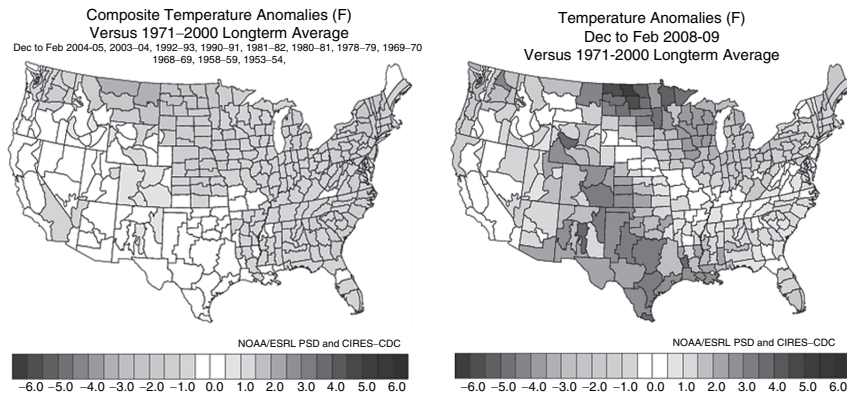 Composite Temperature Anomalies (F)
Versus 1971–2000 Longterm Average
Dec to Feb 2004-05, 2003–04, 1992–93, 1990–91, 1981–82, 1980–81, 1978–79, 1969–70
1968–69, 1958–59, 1953–54,
NOAA/ESRL PSD and CIRES–CDC
−6.0 −5.0 −4.0 −3.0 −2.0 −1.0 0.0 1.0 2.0 3.0 4.0 5.0 6.0
Temperature Anomalies (F)
Dec to Feb 2008-09
Versus 1971-2000 Longterm Average
NOAA/ESRL PSD and CIRES–CDC
−6.0 −5.0 −4.0 −3.0 −2.0 −1.0 0.0 1.0 2.0 3.0 4.0 5.0 6.0